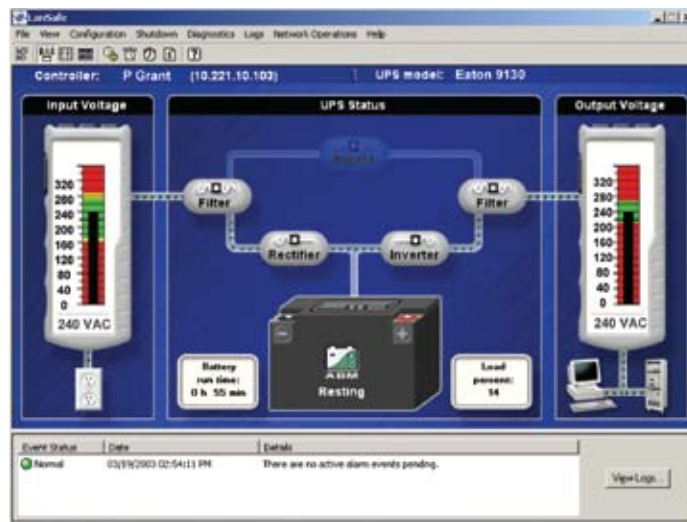 LanSafe
File View Configuration Shutdown Diagnostics Logs Network Operations Help
Controller: P Grant (10.221.10.103) UPS model: Eaton 9130
Input Voltage
UPS Status
Output Voltage
Bypass
Filter
Filter
Rectifier
Inverter
320
280
240
200
160
120
80
40
0
240 VAC
320
280
240
200
160
120
80
40
0
240 VAC
Battery
run time:
0 h 55 min
ABM
Resting
Load
percent:
14
Event Status Date Details
Normal 03/19/2003 02:54:11 PM There are no active alarm events pending.
View Logs...